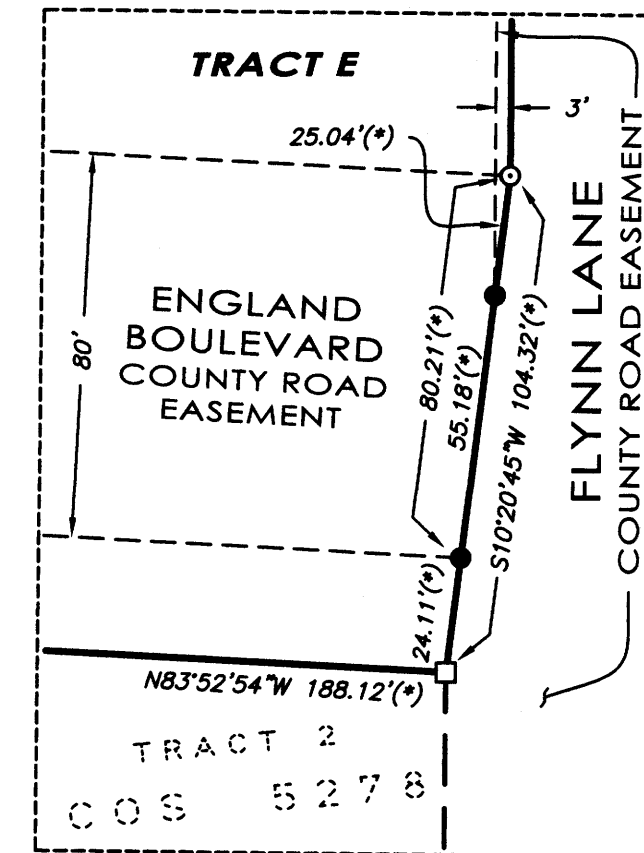 TRACT E
3'
25.04'(*)
80'
ENGLAND
BOULEVARD
COUNTY ROAD
EASEMENT
80.21'(*)
55.18'(*)
S10°20'45"W 104.32'(*)
24.11'(*)
FLYNN LANE
COUNTY ROAD EASEMENT
N83°52'54"W 188.12'(*)
TRACT 2
COS 5278